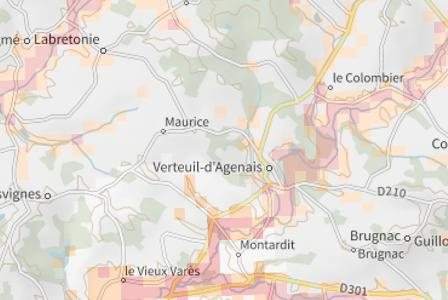 Labretonie
le Colombier
Maurice
Verteuil-d'Agenais
D210
Brugnac
Brugnac
Montardit
le Vieux Varès
D301